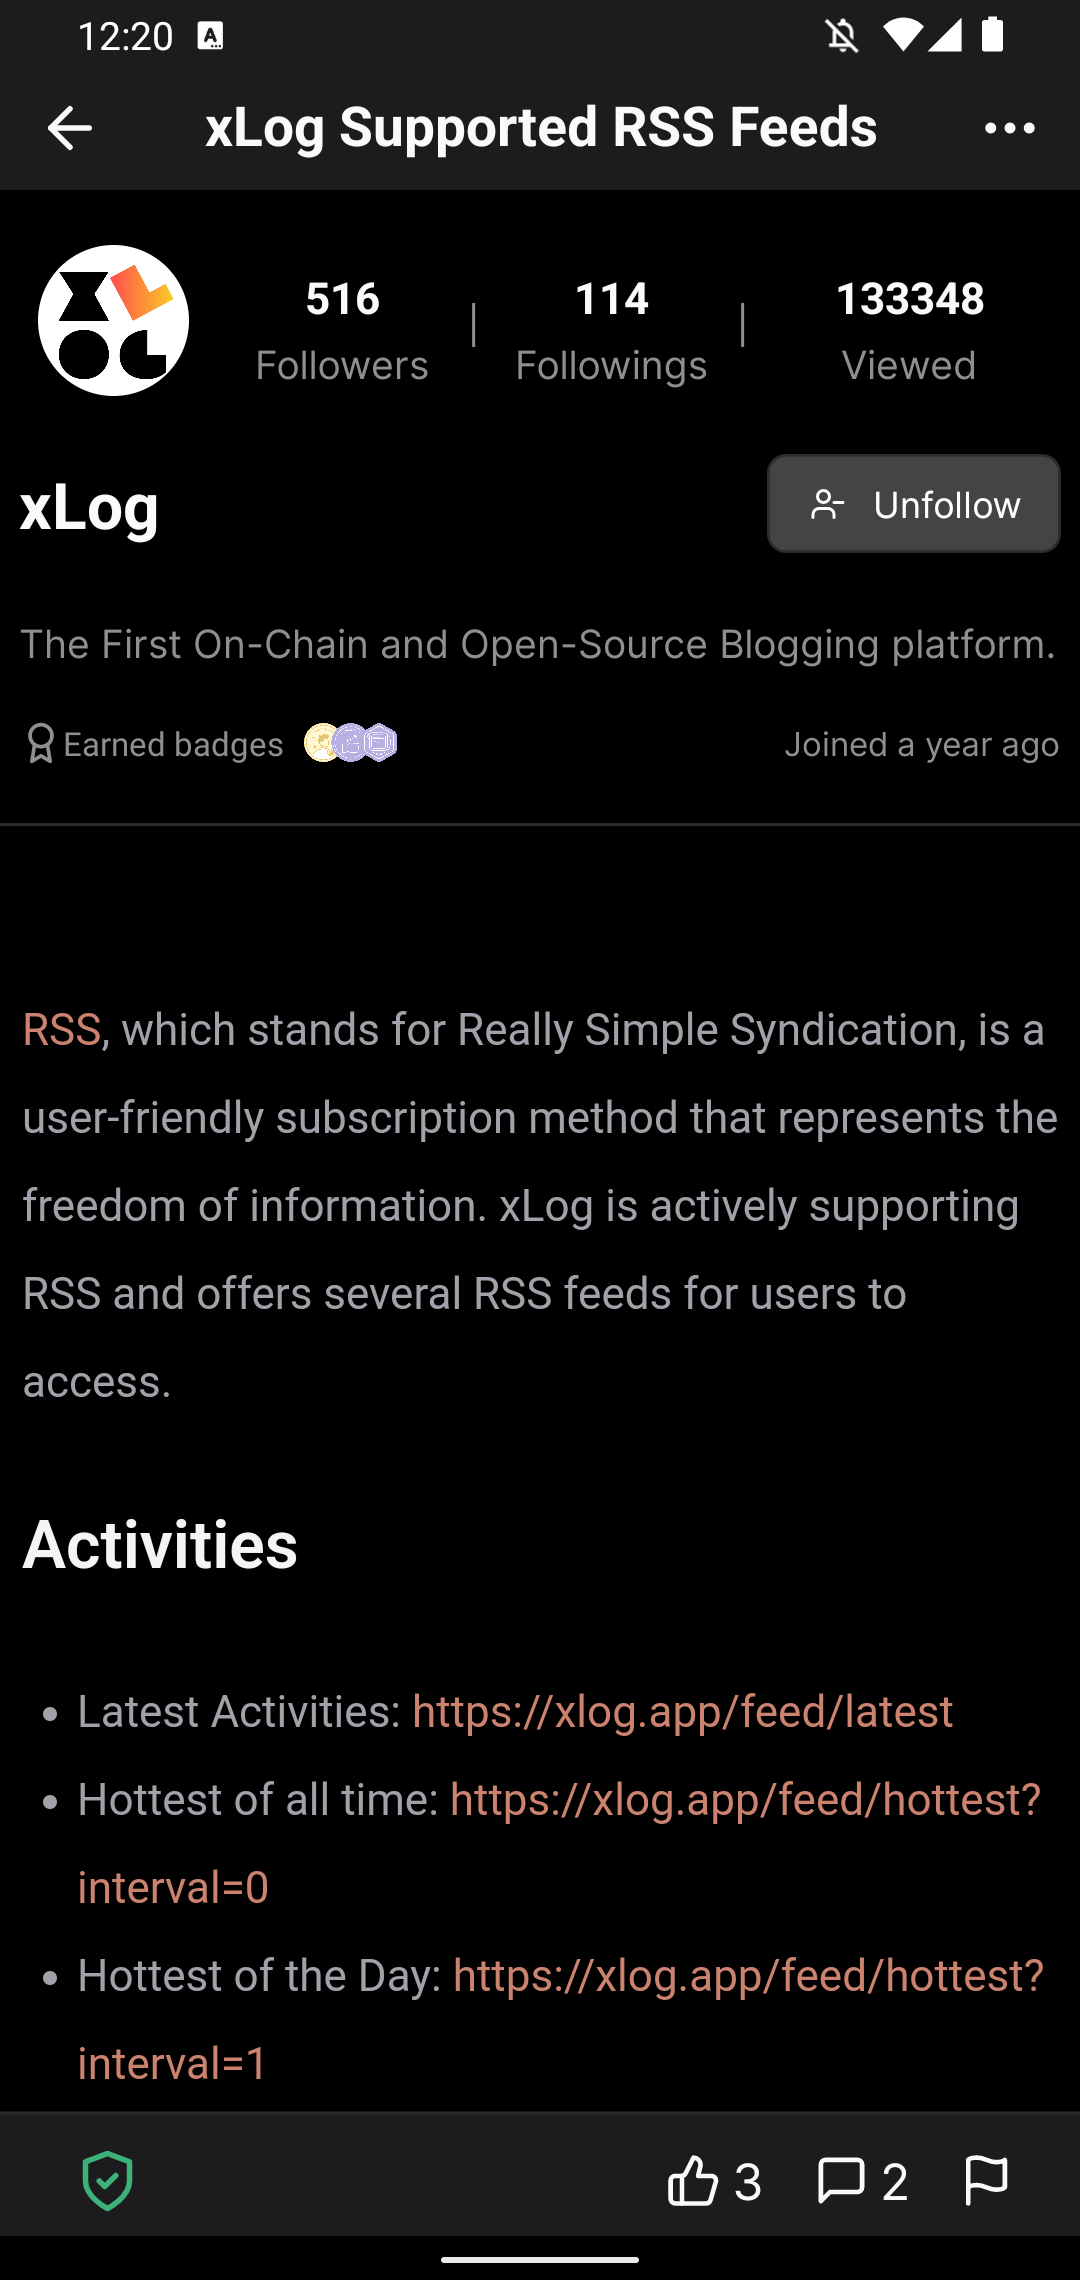 12:20
xLog Supported RSS Feeds
516
Followers
114
Followings
133348
Viewed
xLog
Unfollow
The First On-Chain and Open-Source Blogging platform.
Earned badges
Joined a year ago
RSS, which stands for Really Simple Syndication, is a
user-friendly subscription method that represents the
freedom of information. xLog is actively supporting
RSS and offers several RSS feeds for users to
access.
Activities
• Latest Activities: https://xlog.app/feed/latest
• Hottest of all time: https://xlog.app/feed/hottest?
interval=0
• Hottest of the Day: https://xlog.app/feed/hottest?
interval=1
3
2